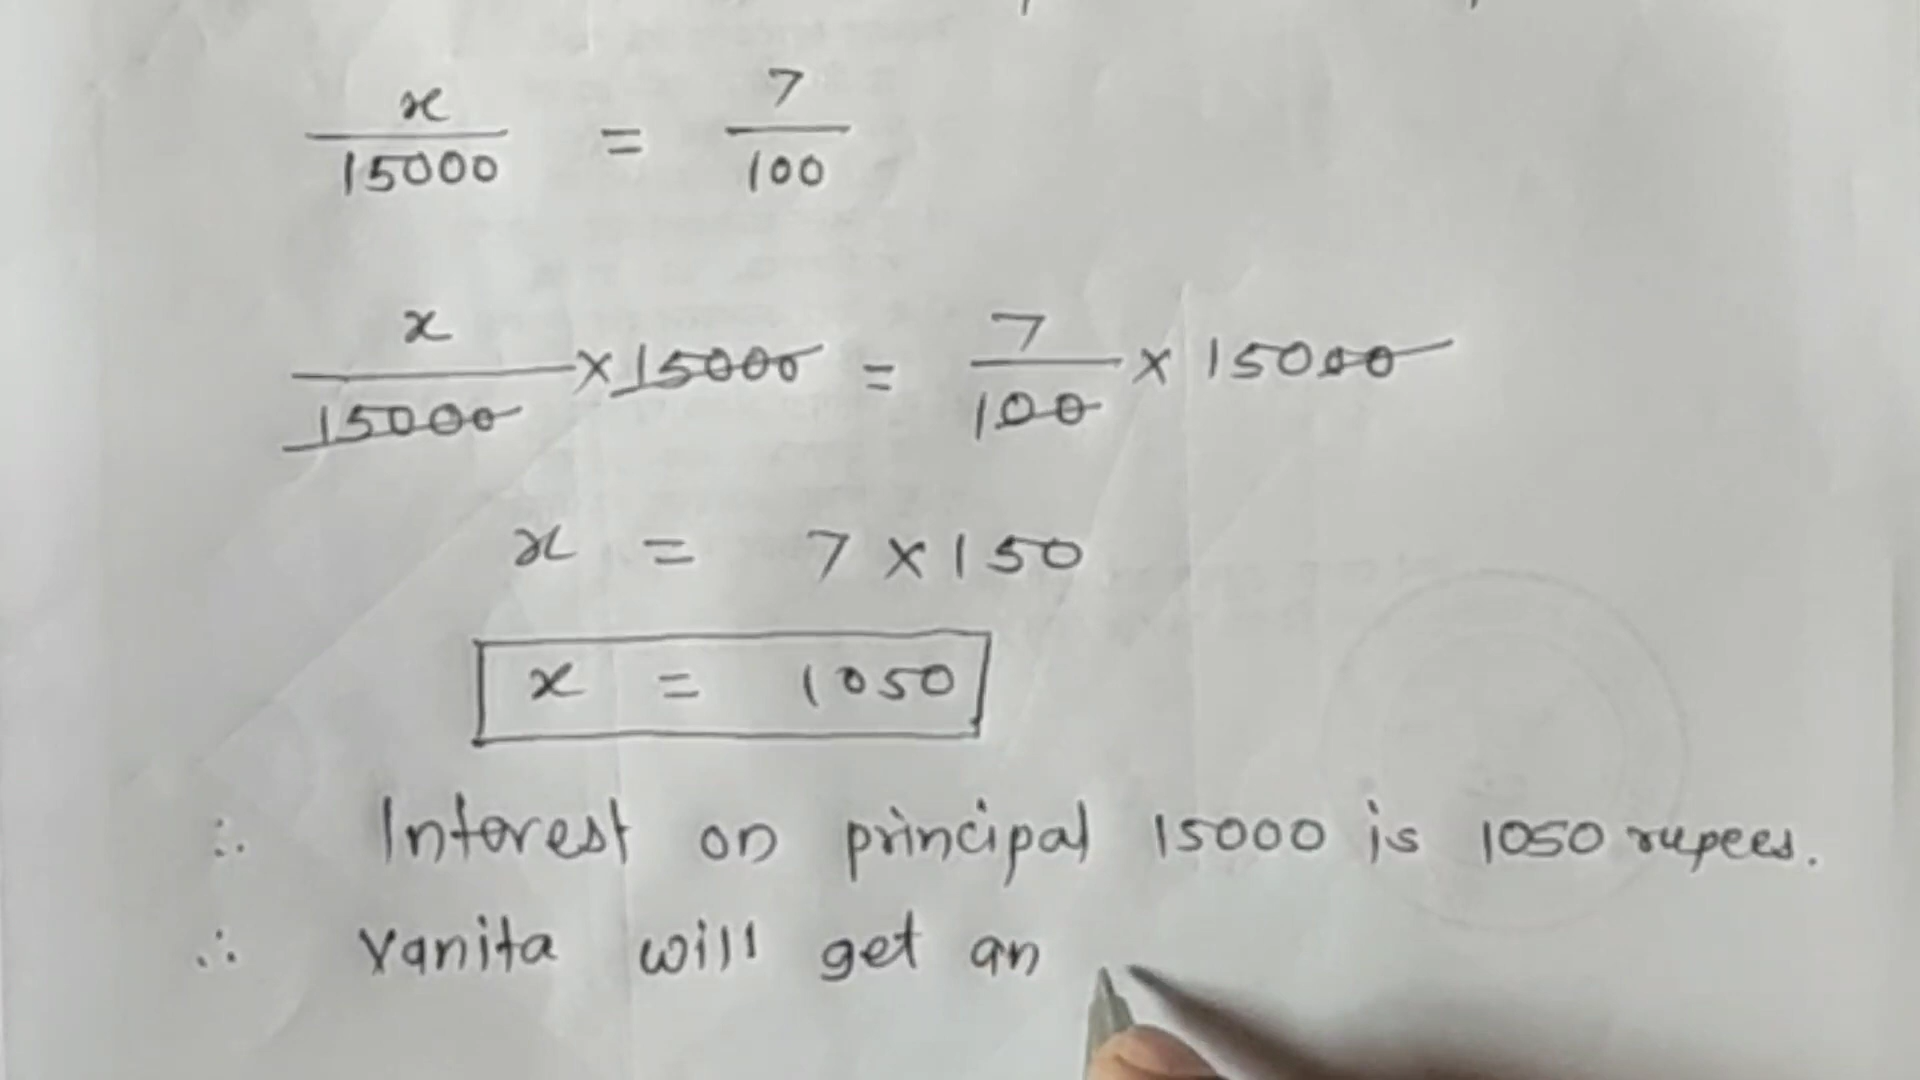 x/15000 = 7/100
x/15000 × 15000 = 7/100 × 15000
x = 7 × 150
x = 1050
∴ Interest on principal 15000 is 1050 rupees.
∴ Vanita will get an